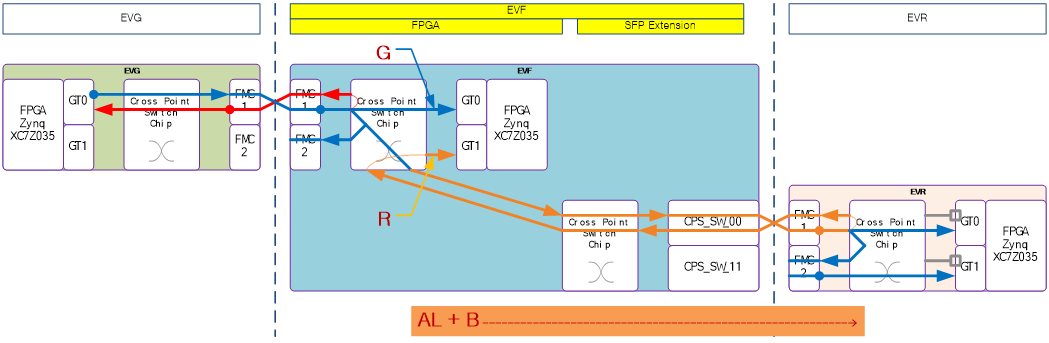 EVG
EVF
FPGA
SFP Extension
EVR
EVG
FPGA
Zynq
XC7Z035
GT0
GT1
Cross Point
Switch
Chip
FMC
1
FMC
2
G
R
EVF
FMC
1
FMC
2
Cross Point
Switch
Chip
GT0
GT1
FPGA
Zynq
XC7Z035
Cross Point
Switch
Chip
CPS_SW_00
CPS_SW_11
EVR
FMC
1
FMC
2
Cross Point
Switch
Chip
GT0
GT1
FPGA
Zynq
XC7Z035
AL + B